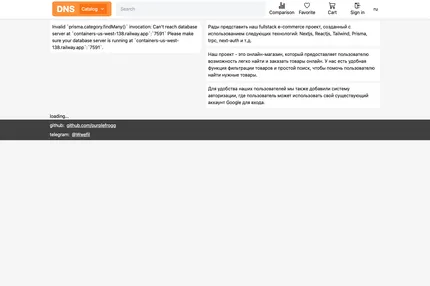 DNS
Catalog
Search
Comparison
Favorite
Cart
Sign in
ru
Invalid `prisma.category.findMany()` invocation: Can't reach database
server at `containers-us-west-138.railway.app`:`7591` Please make
sure your database server is running at `containers-us-west-
138.railway.app`:`7591`.
Рады представить наш fullstack e-commerce проект, созданный с
использованием следующих технологий: Nextjs, Reactjs, Tailwind, Prisma,
trpc, next-auth и т.д.
Наш проект - это онлайн-магазин, который предоставляет пользователю
возможность легко найти и заказать товары онлайн. У нас есть удобная
функция фильтрации товаров и простой поиск, чтобы помочь пользователю
найти нужные товары.
Для удобства наших пользователей мы также добавили систему
авторизации, где пользователь может использовать свой существующий
аккаунт Google для входа.
loading...
github: github.com/purplefrogg
telegram: